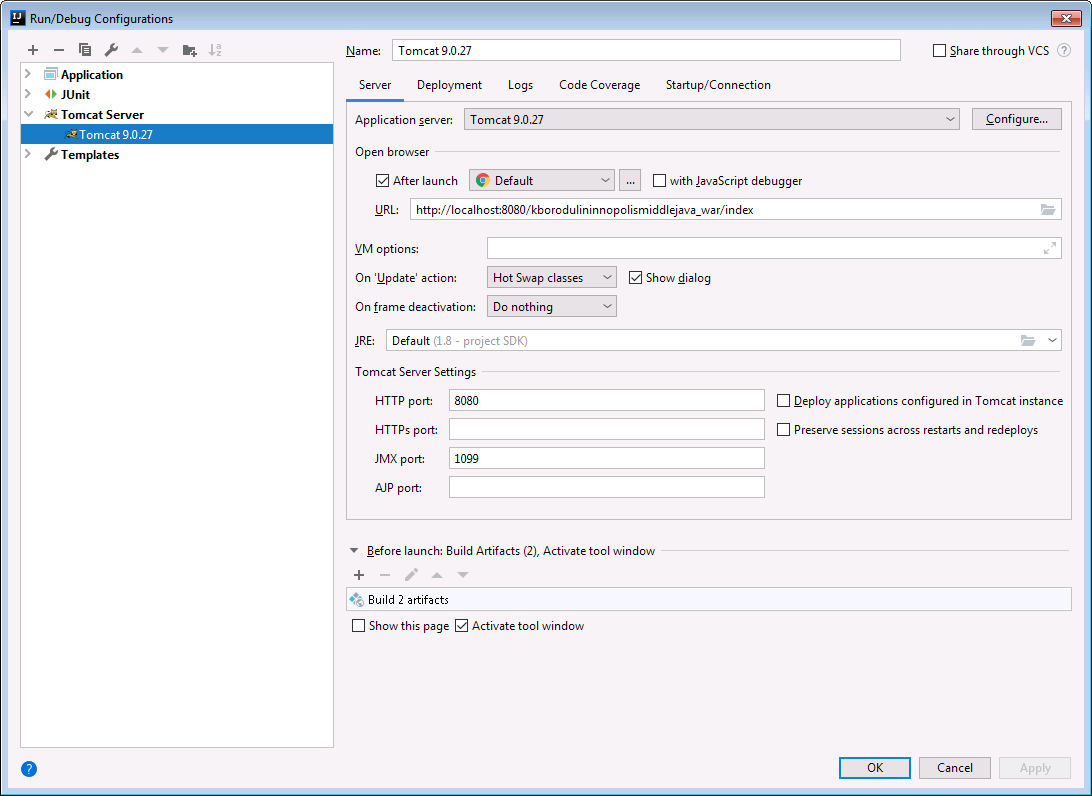 Run/Debug Configurations
Application
JUnit
Tomcat Server
Tomcat 9.0.27
Templates
Name: Tomcat 9.0.27 Share through VCS ?
Server Deployment Logs Code Coverage Startup/Connection
Application server: Tomcat 9.0.27 Configure...
Open browser
After launch Default ... with JavaScript debugger
URL: http://localhost:8080/kborodulininnopolismiddlejava_war/index
VM options:
On 'Update' action: Hot Swap classes Show dialog
On frame deactivation: Do nothing
JRE: Default (1.8 - project SDK)
Tomcat Server Settings
HTTP port: 8080 Deploy applications configured in Tomcat instance
HTTPs port: Preserve sessions across restarts and redeploys
JMX port: 1099
AJP port:
Before launch: Build Artifacts (2), Activate tool window
Build 2 artifacts
Show this page Activate tool window
? OK Cancel Apply